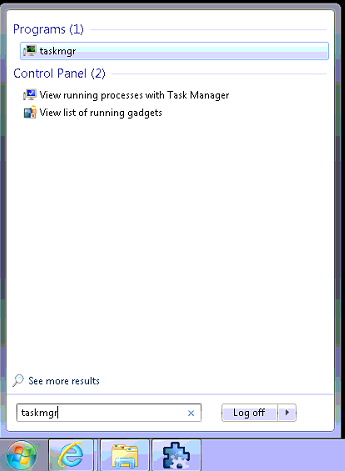 Programs (1)
taskmgr
Control Panel (2)
View running processes with Task Manager
View list of running gadgets
See more results
taskmgr
Log off